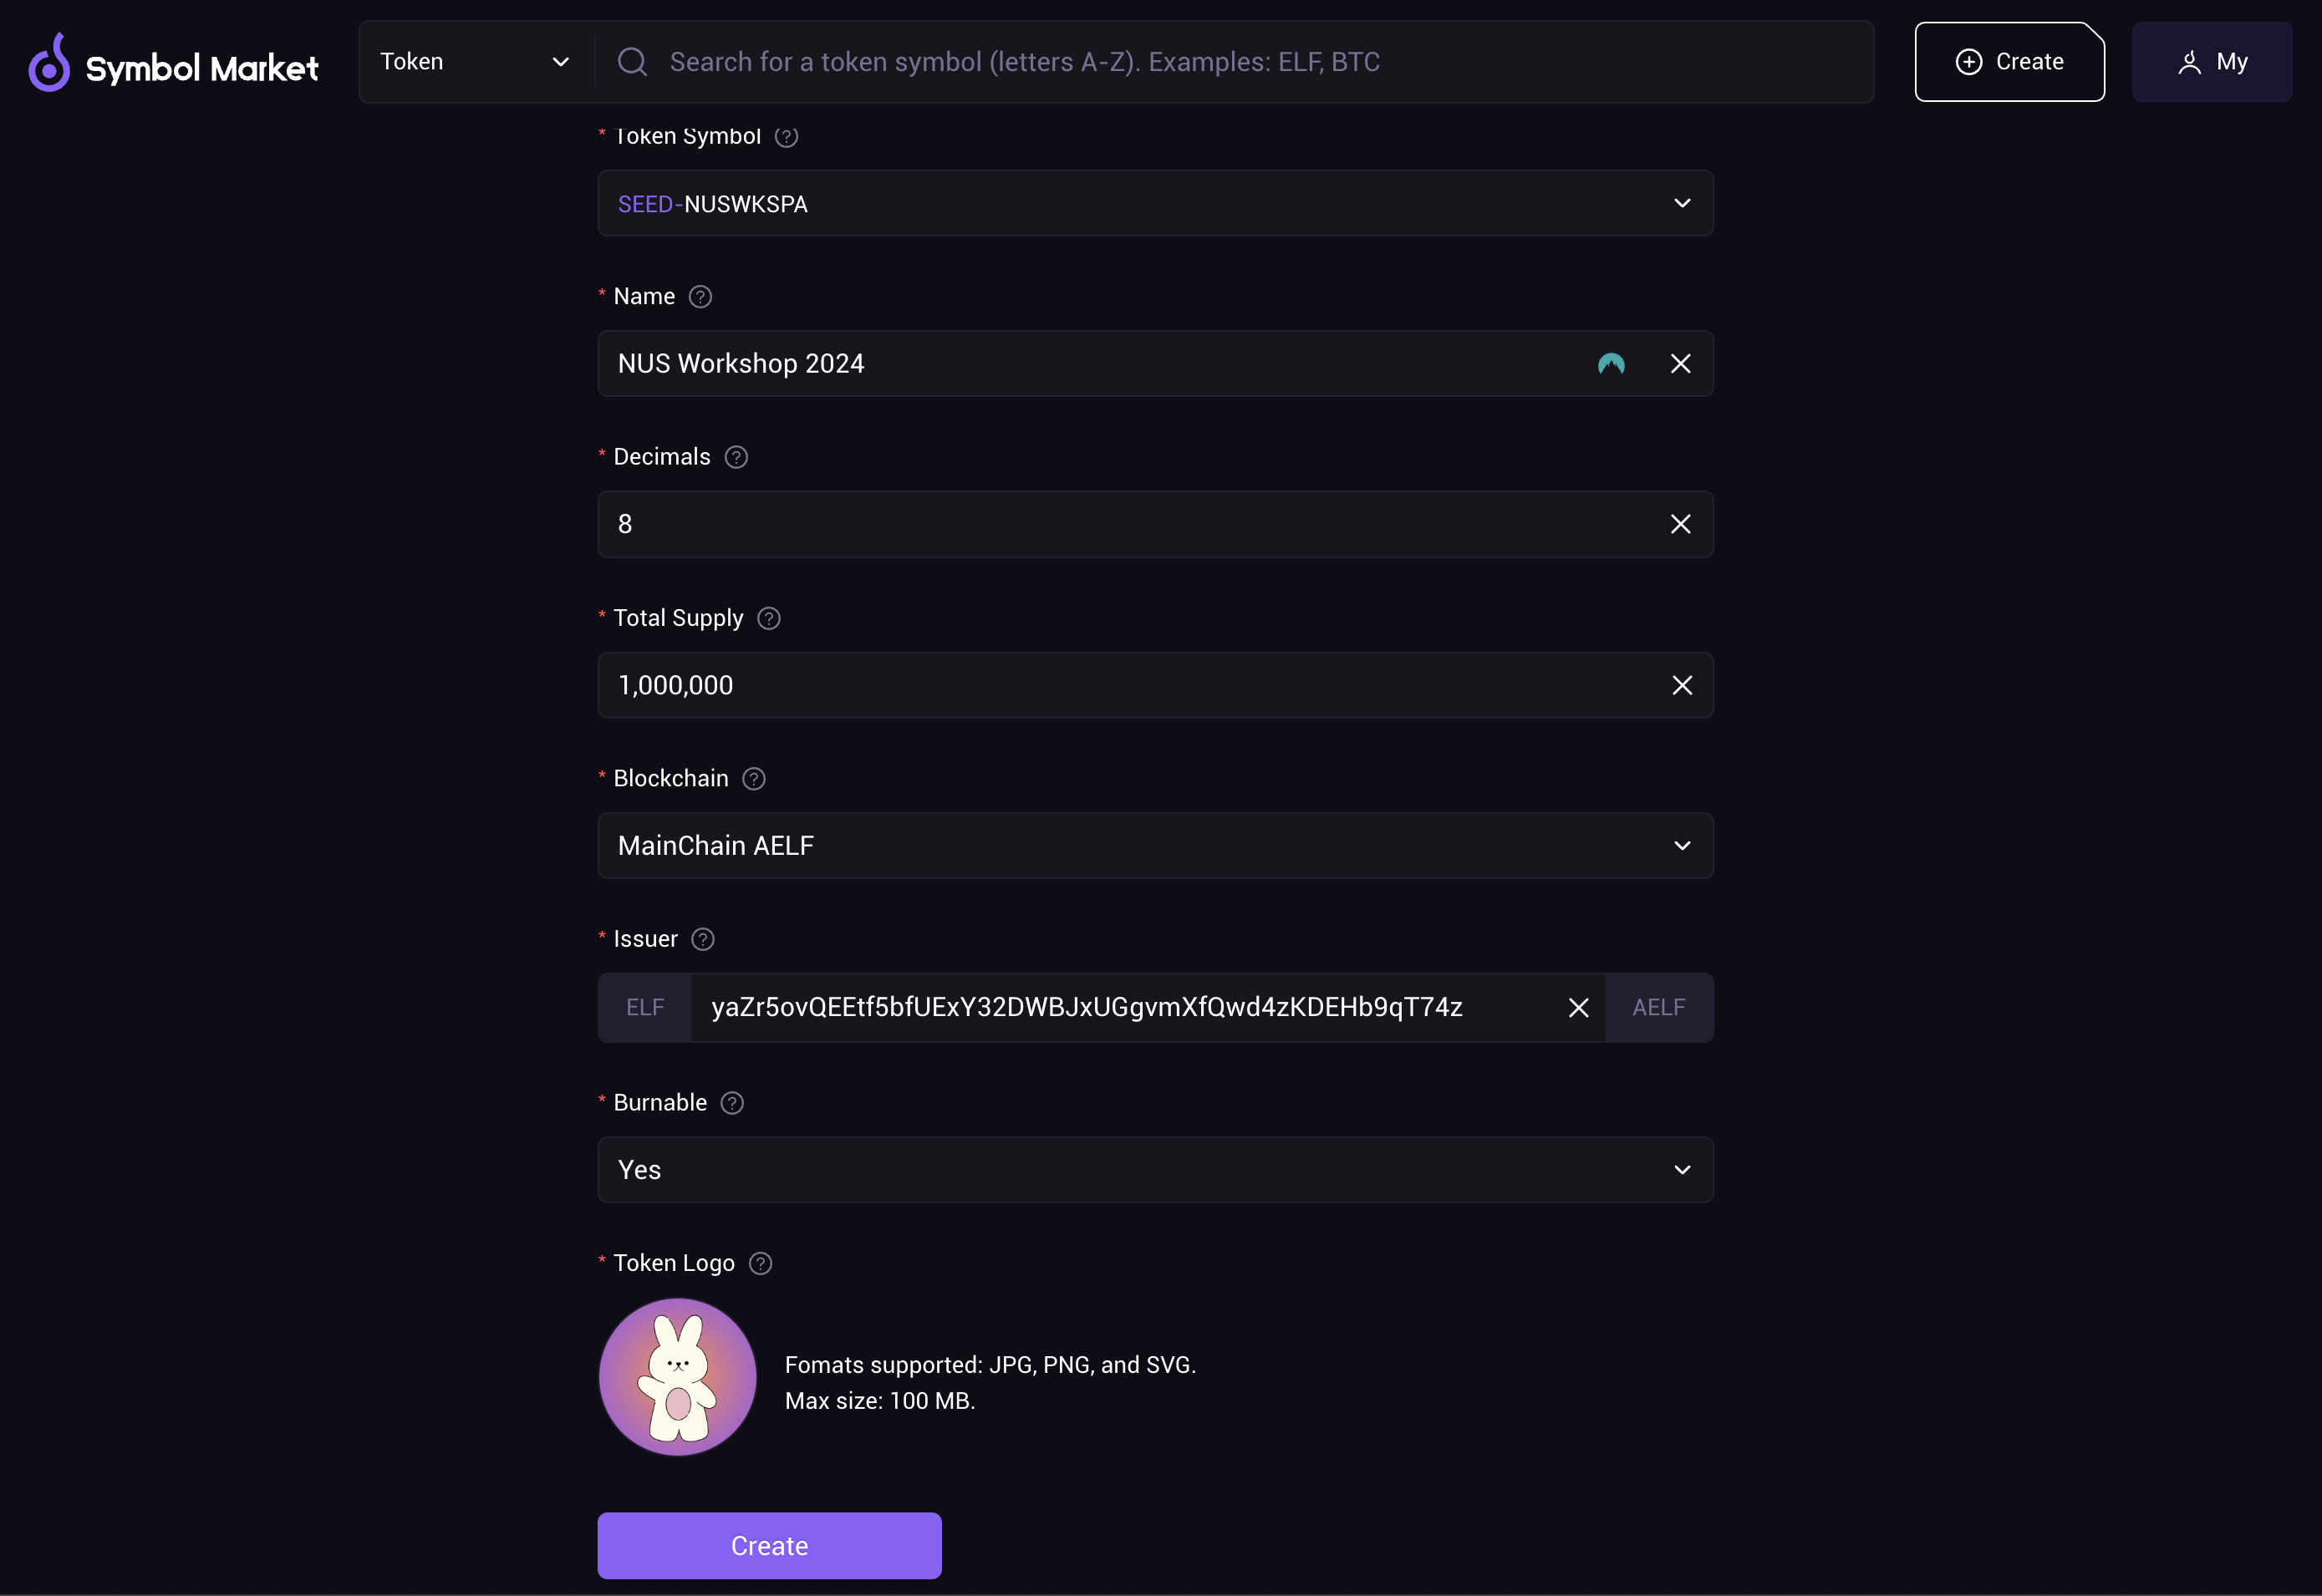 Symbol Market
Token
Search for a token symbol (letters A-Z). Examples: ELF, BTC
Create
My
* Token Symbol ?
SEED-NUSWKSPA
* Name ?
NUS Workshop 2024
* Decimals ?
8
* Total Supply ?
1,000,000
* Blockchain ?
MainChain AELF
* Issuer ?
ELF yaZr5ovQEEtf5bfUExY32DWBJxUGgvmXfQwd4zKDEHb9qT74z AELF
* Burnable ?
Yes
* Token Logo ?
Fomats supported: JPG, PNG, and SVG.
Max size: 100 MB.
Create